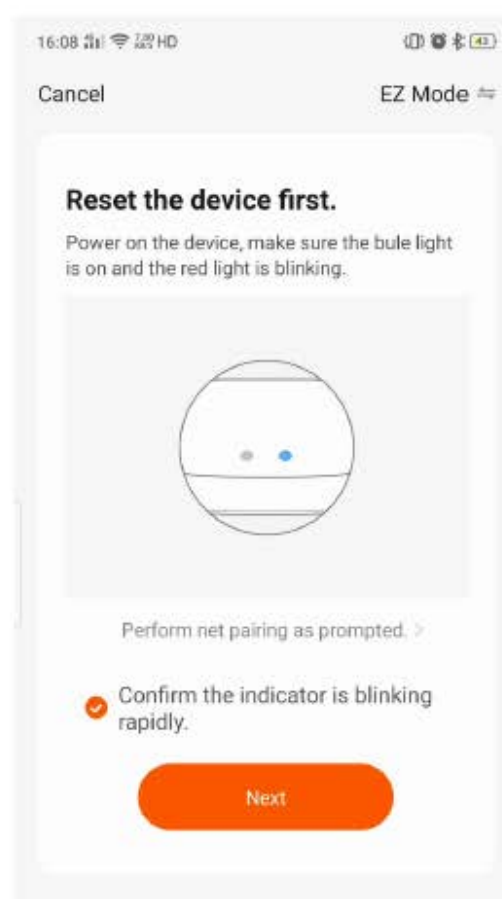 16:08 HD 43
Cancel EZ Mode
Reset the device first.
Power on the device, make sure the bule light
is on and the red light is blinking.
Perform net pairing as prompted. >
Confirm the indicator is blinking
rapidly.
Next